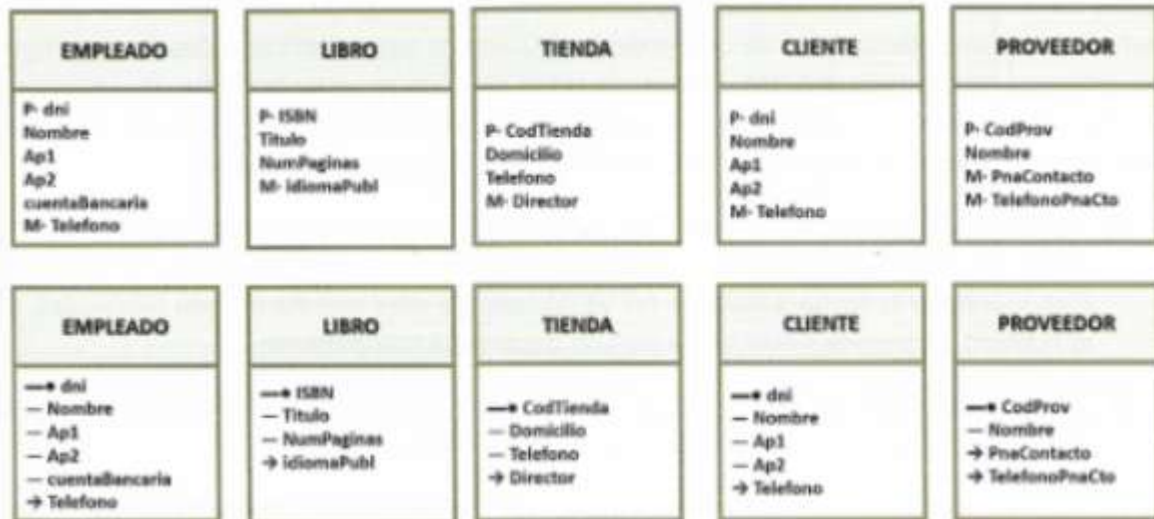 EMPLEADO
P- dni
Nombre
Ap1
Ap2
cuentaBancaria
M- Telefono
LIBRO
P- ISBN
Titulo
NumPaginas
M- idiomaPubl
TIENDA
P- CodTienda
Domicilio
Telefono
M- Director
CLIENTE
P- dni
Nombre
Ap1
Ap2
M- Telefono
PROVEEDOR
P- CodProv
Nombre
M- PnaContacto
M- TelefonoPnaCto
EMPLEADO
dni
— Nombre
— Ap1
— Ap2
— cuentaBancaria
→ Telefono
LIBRO
ISBN
— Titulo
— NumPaginas
→ idiomaPubl
TIENDA
CodTienda
— Domicilio
— Telefono
→ Director
CLIENTE
dni
— Nombre
— Ap1
— Ap2
→ Telefono
PROVEEDOR
CodProv
— Nombre
→ PnaContacto
→ TelefonoPnaCto